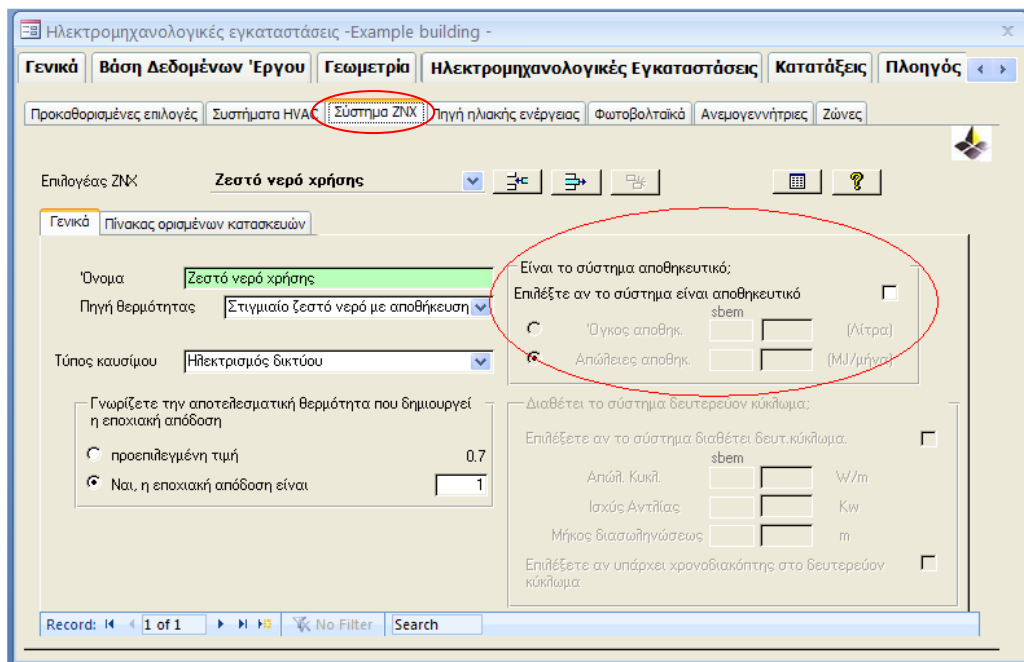 Ηλεκτρομηχανολογικές εγκαταστάσεις -Example building -
Γενικά Βάση Δεδομένων Έργου Γεωμετρία Ηλεκτρομηχανολογικές Εγκαταστάσεις Κατατάξεις Πλοηγός
Προκαθορισμένες επιλογές Συστήματα HVAC Σύστημα ΖΝΧ Πηγή ηλιακής ενέργειας Φωτοβολταϊκά Ανεμογεννήτριες Ζώνες
Επιλογέας ΖΝΧ Ζεστό νερό χρήσης
Γενικά Πίνακας ορισμένων κατασκευών
Όνομα Ζεστό νερό χρήσης
Πηγή θερμότητας Στιγμιαίο ζεστό νερό με αποθήκευση
Τύπος καυσίμου Ηλεκτρισμός δικτύου
Γνωρίζετε την αποτελεσματική θερμότητα που δημιουργεί
η εποχιακή απόδοση
προεπιλεγμένη τιμή 0.7
Ναι, η εποχιακή απόδοση είναι 1
Είναι το σύστημα αποθηκευτικό;
Επιλέξτε αν το σύστημα είναι αποθηκευτικό
sbem
Όγκος αποθηκ. (Λίτρα)
Απώλειες αποθηκ. (MJ/μήνα)
Διαθέτει το σύστημα δευτερεύον κύκλωμα;
Επιλέξετε αν το σύστημα διαθέτει δευτ.κύκλωμα.
sbem
Απώλ. Κυκλ. W/m
Ισχύς Αντλίας Kw
Μήκος διασωληνώσεως m
Επιλέξετε αν υπάρχει χρονοδιακόπτης στο δευτερεύον
κύκλωμα
Record: 1 of 1 No Filter Search